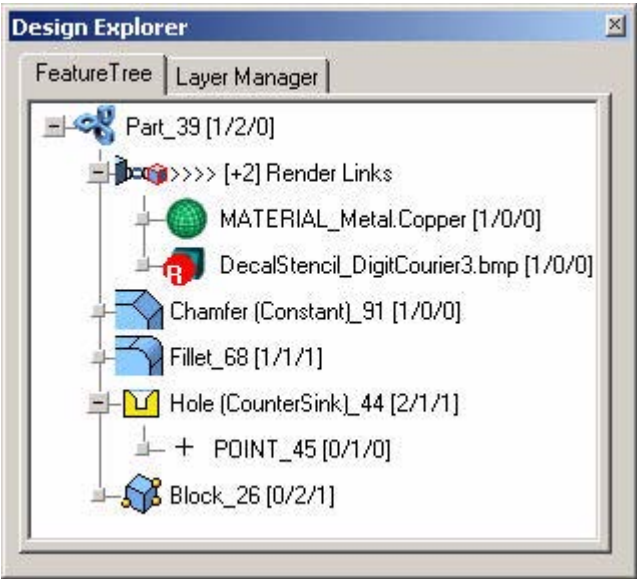 Design Explorer
FeatureTree Layer Manager
Part_39 [1/2/0]
>>>> [+2] Render Links
MATERIAL_Metal.Copper [1/0/0]
R DecalStencil_DigitCourier3.bmp [1/0/0]
Chamfer (Constant)_91 [1/0/0]
Fillet_68 [1/1/1]
Hole (CounterSink)_44 [2/1/1]
POINT_45 [0/1/0]
Block_26 [0/2/1]